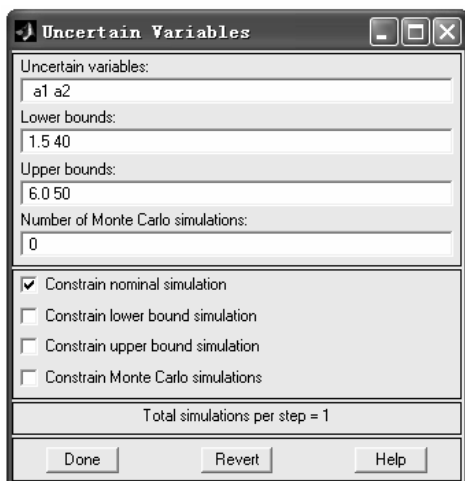 Uncertain Variables
Uncertain variables:
a1 a2
Lower bounds:
1.5 40
Upper bounds:
6.0 50
Number of Monte Carlo simulations:
0
Constrain nominal simulation
Constrain lower bound simulation
Constrain upper bound simulation
Constrain Monte Carlo simulations
Total simulations per step = 1
Done Revert Help